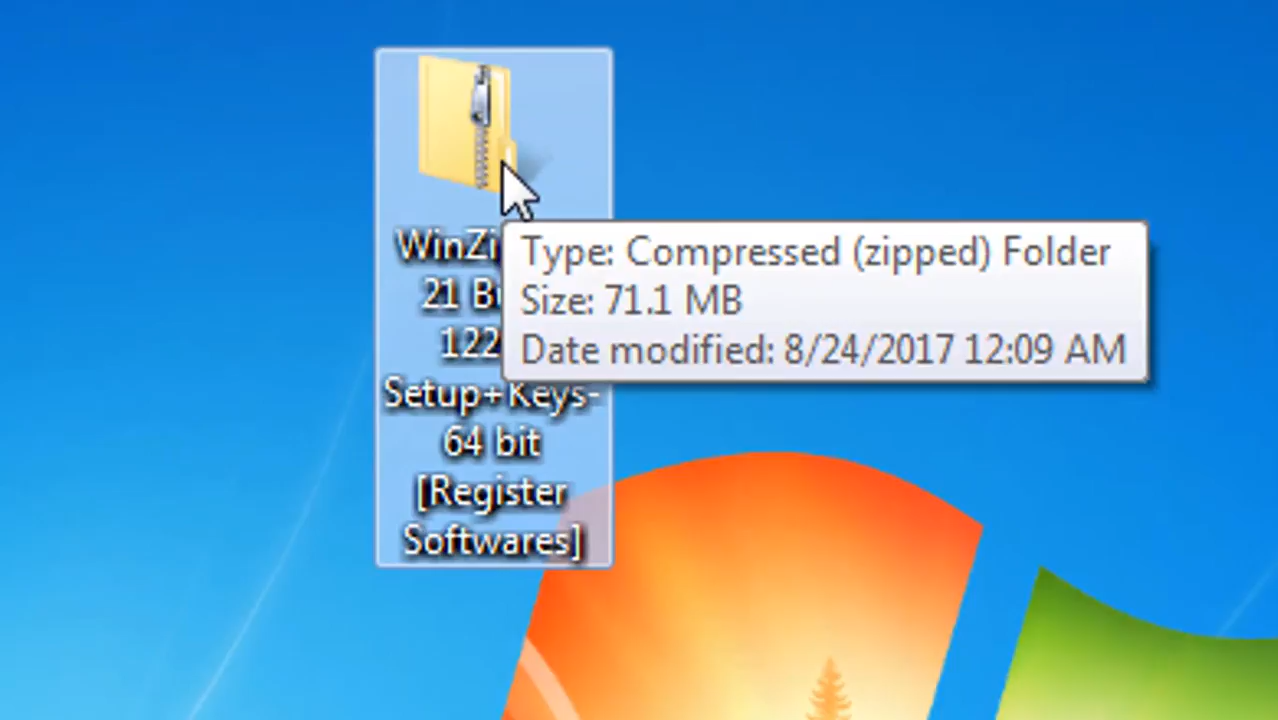 WinZi
21 B
122
Setup+Keys-
64 bit
[Register
Softwares]
Type: Compressed (zipped) Folder
Size: 71.1 MB
Date modified: 8/24/2017 12:09 AM